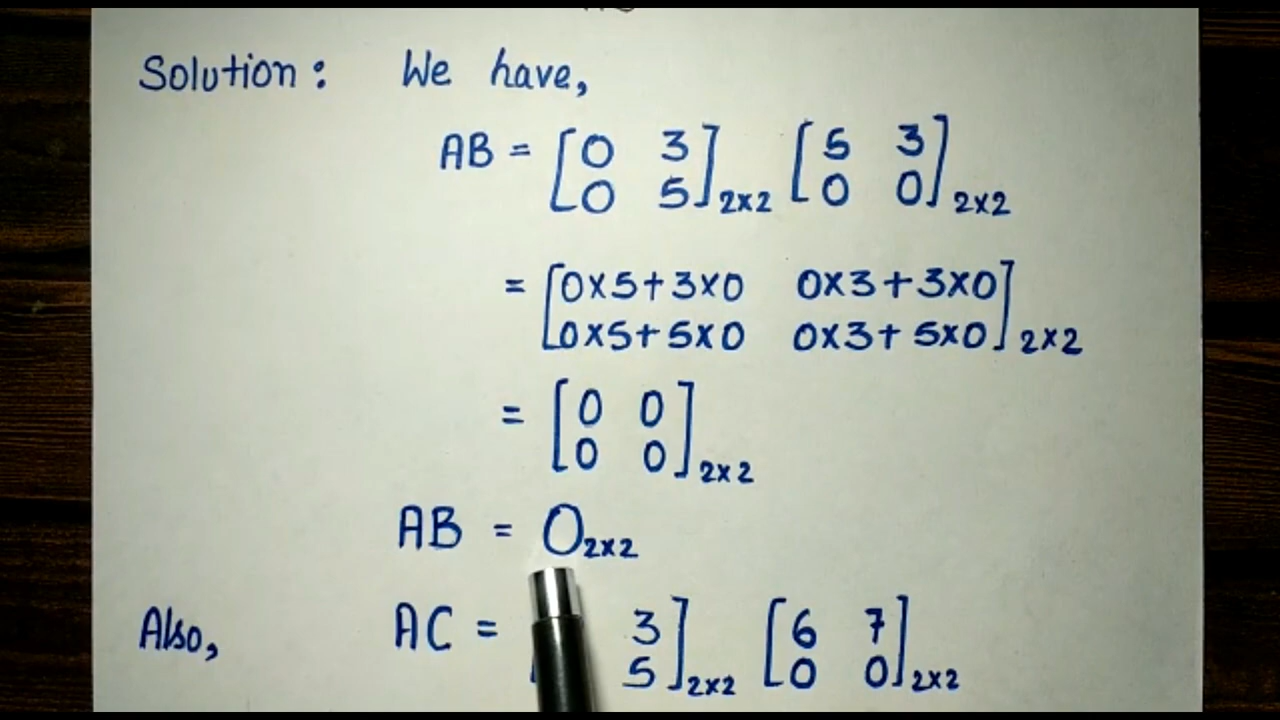 Solution: We have,
AB = [0 3 [5 3
0 5]2x2 0 0]2x2
= [0x5+3x0 0x3+3x0
0x5+5x0 0x3+5x0]2x2
= [0 0
0 0]2x2
AB = O2x2
Also, AC = 3 [6 7
5]2x2 0 0]2x2